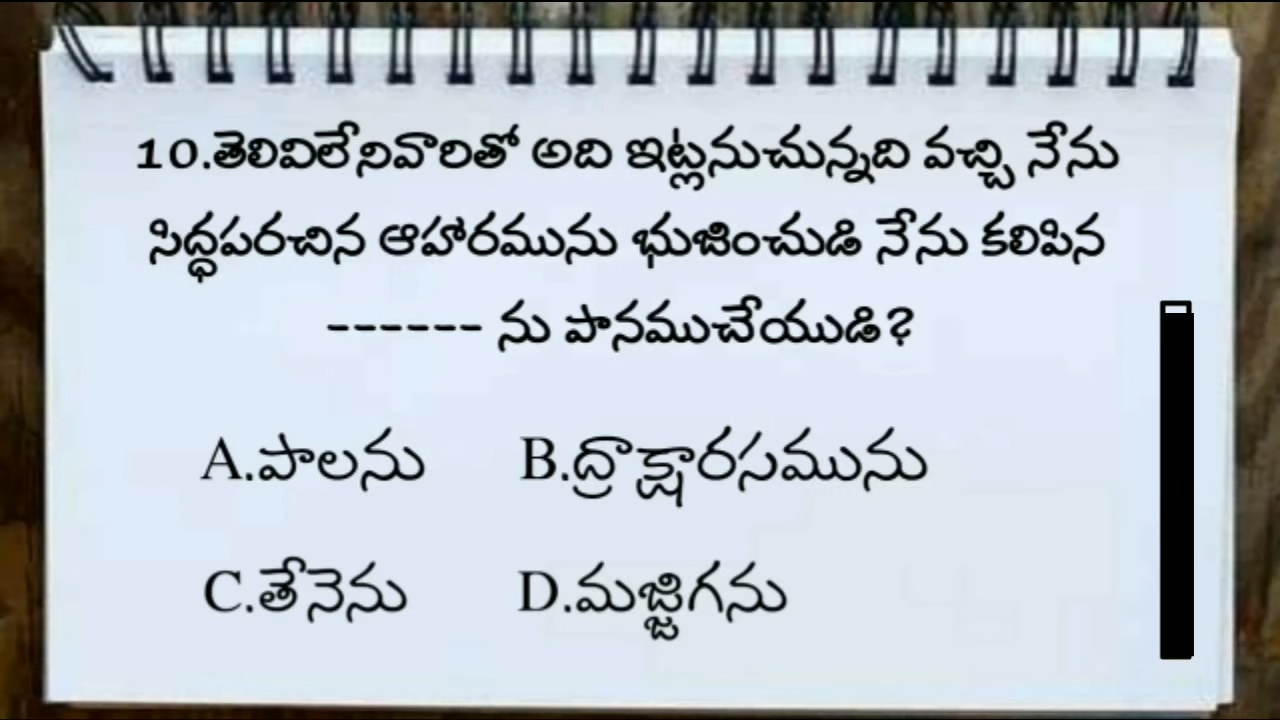 10.తెలివిలేనివారితో అది ఇట్లనుచున్నది వచ్చి నేను
సిద్ధపరచిన ఆహారమును భుజించుడి నేను కలిపిన
------ ను పానముచేయుడి?
A.పాలను B.ద్రాక్షారసమును
C.తేనెను D.మజ్జిగను